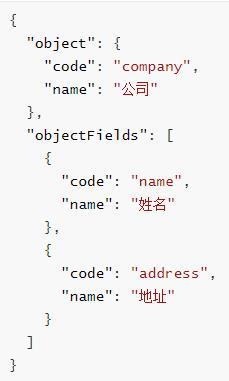 {
  "object": {
    "code": "company",
    "name": "公司"
  },
  "objectFields": [
    {
      "code": "name",
      "name": "姓名"
    },
    {
      "code": "address",
      "name": "地址"
    }
  ]
}